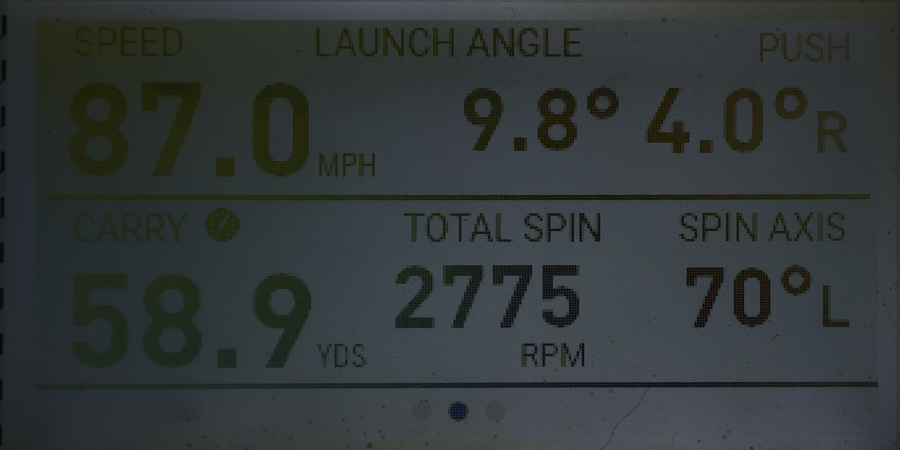 SPEED LAUNCH ANGLE PUSH
87.0 MPH 9.8° 4.0° R
CARRY TOTAL SPIN SPIN AXIS
58.9 YDS 2775 RPM 70° L